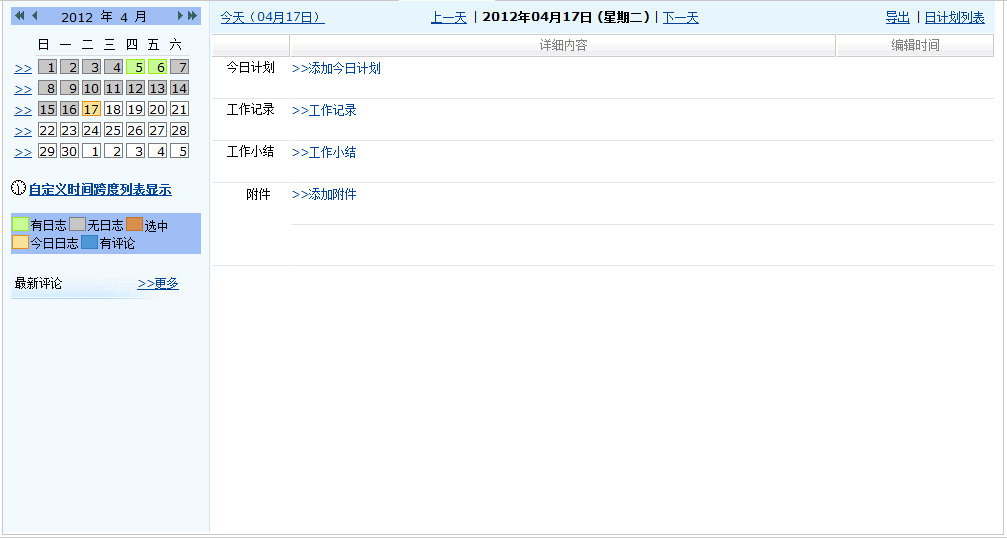 2012 年 4 月
日 一 二 三 四 五 六
>> 1 2 3 4 5 6 7
>> 8 9 10 11 12 13 14
>> 15 16 17 18 19 20 21
>> 22 23 24 25 26 27 28
>> 29 30 1 2 3 4 5
自定义时间跨度列表显示
有日志 无日志 选中
今日日志 有评论
最新评论 >>更多
今天（04月17日） 上一天 | 2012年04月17日 (星期二) | 下一天 导出 | 日计划列表
详细内容 编辑时间
今日计划 >>添加今日计划
工作记录 >>工作记录
工作小结 >>工作小结
附件 >>添加附件